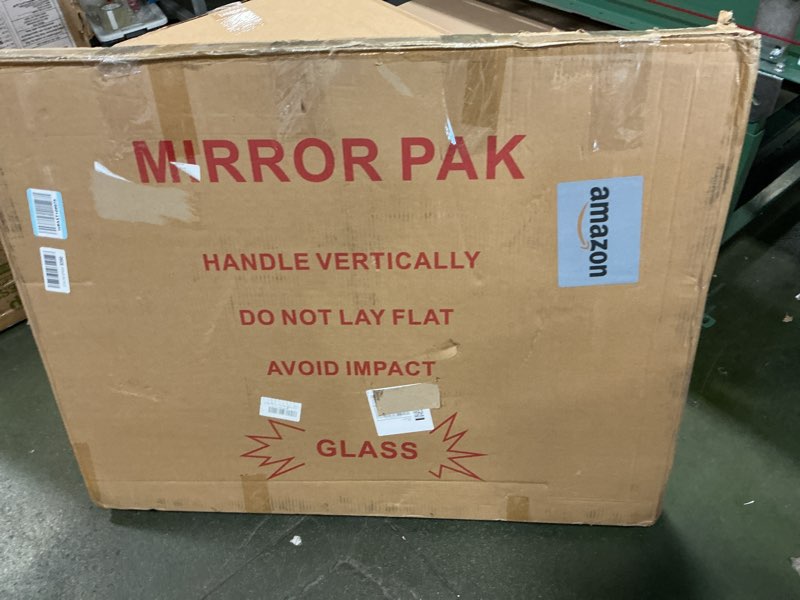 MIRROR PAK
amazon
HANDLE VERTICALLY
DO NOT LAY FLAT
AVOID IMPACT
GLASS